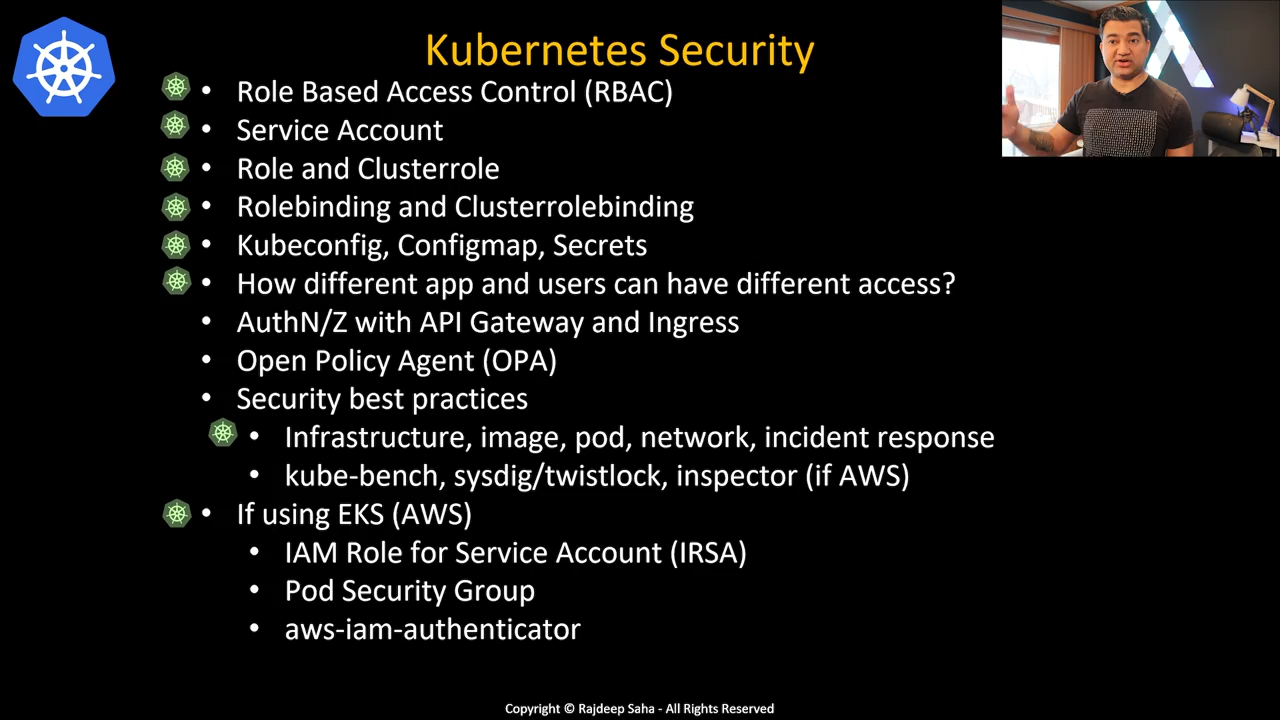 Kubernetes Security
• Role Based Access Control (RBAC)
• Service Account
• Role and Clusterrole
• Rolebinding and Clusterrolebinding
• Kubeconfig, Configmap, Secrets
• How different app and users can have different access?
• AuthN/Z with API Gateway and Ingress
• Open Policy Agent (OPA)
• Security best practices
• Infrastructure, image, pod, network, incident response
• kube-bench, sysdig/twistlock, inspector (if AWS)
• If using EKS (AWS)
• IAM Role for Service Account (IRSA)
• Pod Security Group
• aws-iam-authenticator
Copyright © Rajdeep Saha - All Rights Reserved